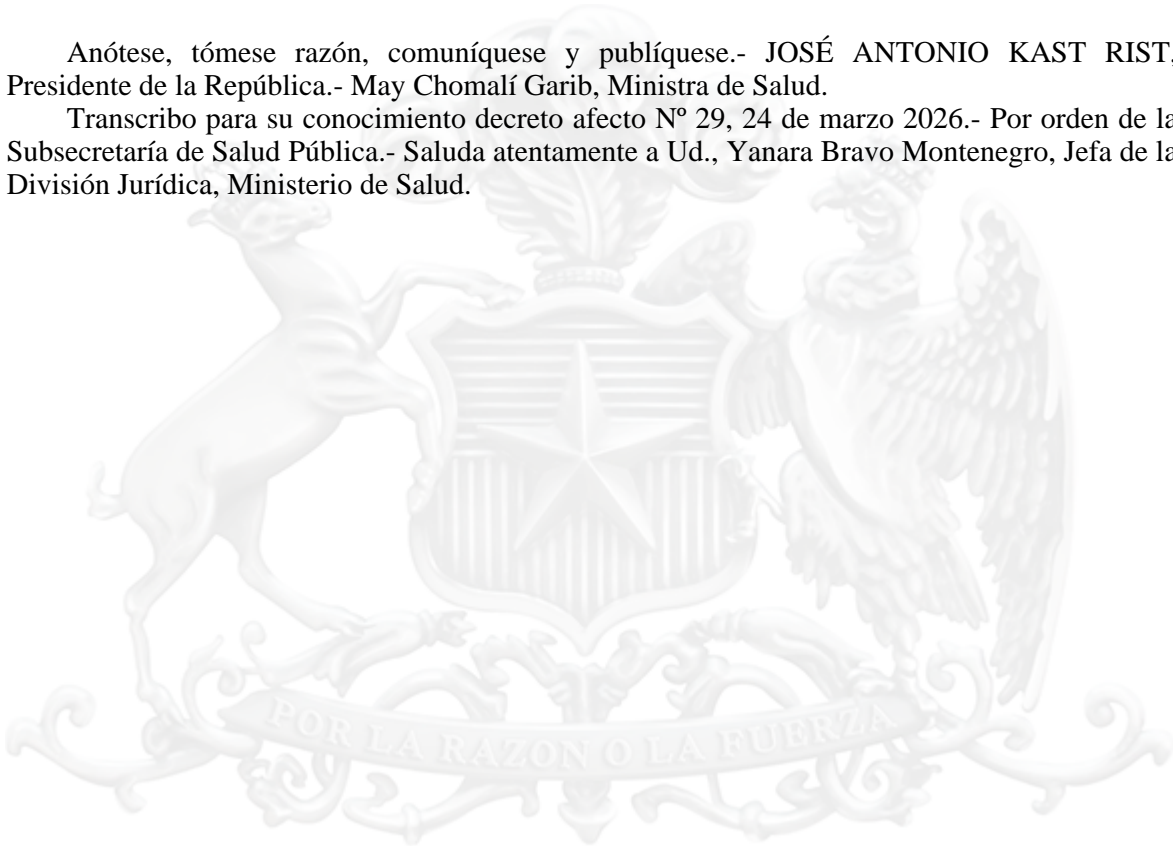 Anótese, tómese razón, comuníquese y publíquese.- JOSÉ ANTONIO KAST RIST,
Presidente de la República.- May Chomalí Garib, Ministra de Salud.
Transcribo para su conocimiento decreto afecto Nº 29, 24 de marzo 2026.- Por orden de la
Subsecretaría de Salud Pública.- Saluda atentamente a Ud., Yanara Bravo Montenegro, Jefa de la
División Jurídica, Ministerio de Salud.
POR LA RAZON O LA FUERZA